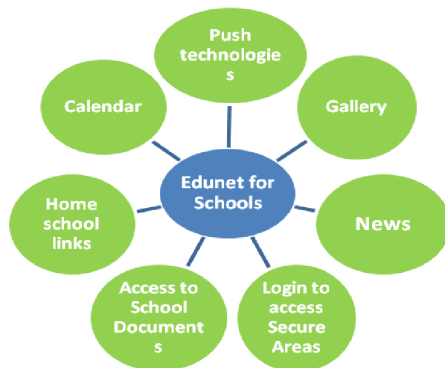 Push
technologie
s
Calendar
Gallery
Edunet for
Schools
Home
school
links
News
Access to
School
Document
s
Login to
access
Secure
Areas